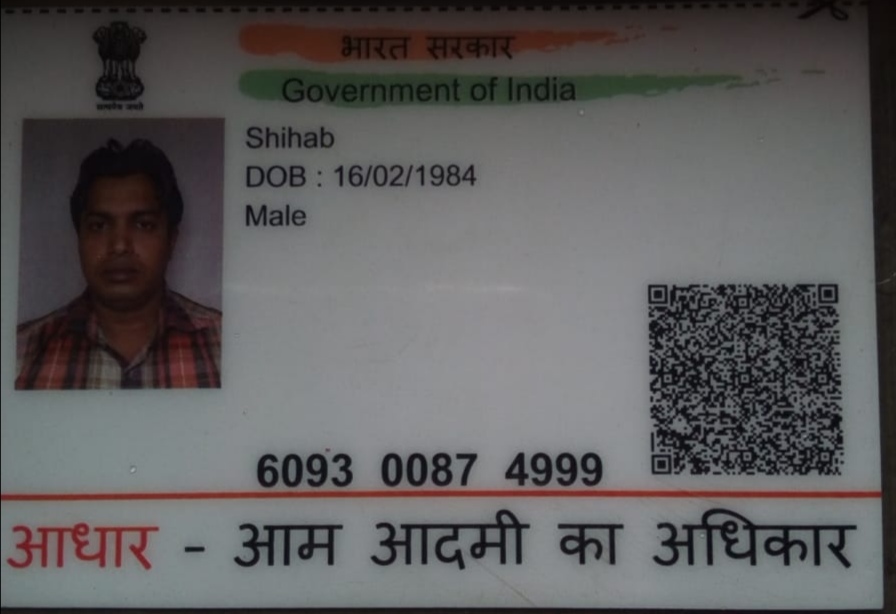 भारत सरकार
Government of India
सत्यमेव जयते
Shihab
DOB : 16/02/1984
Male
6093 0087 4999
आधार - आम आदमी का अधिकार